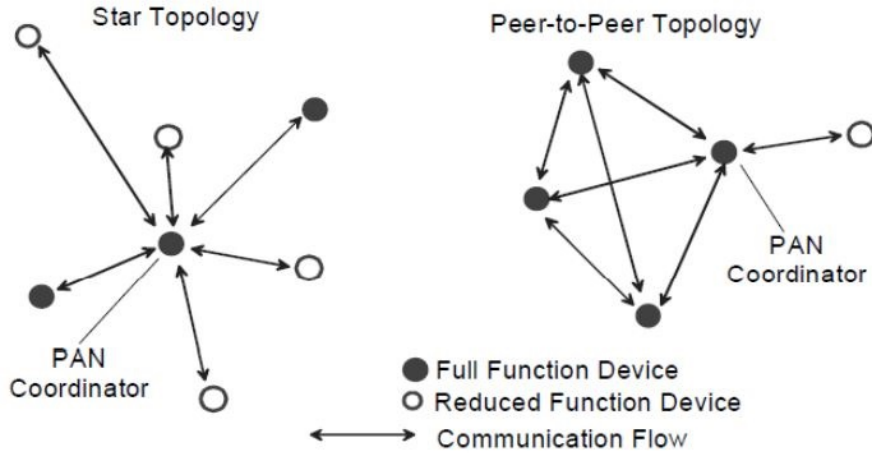 Star Topology
Peer-to-Peer Topology
PAN
Coordinator
PAN
Coordinator
Full Function Device
Reduced Function Device
Communication Flow